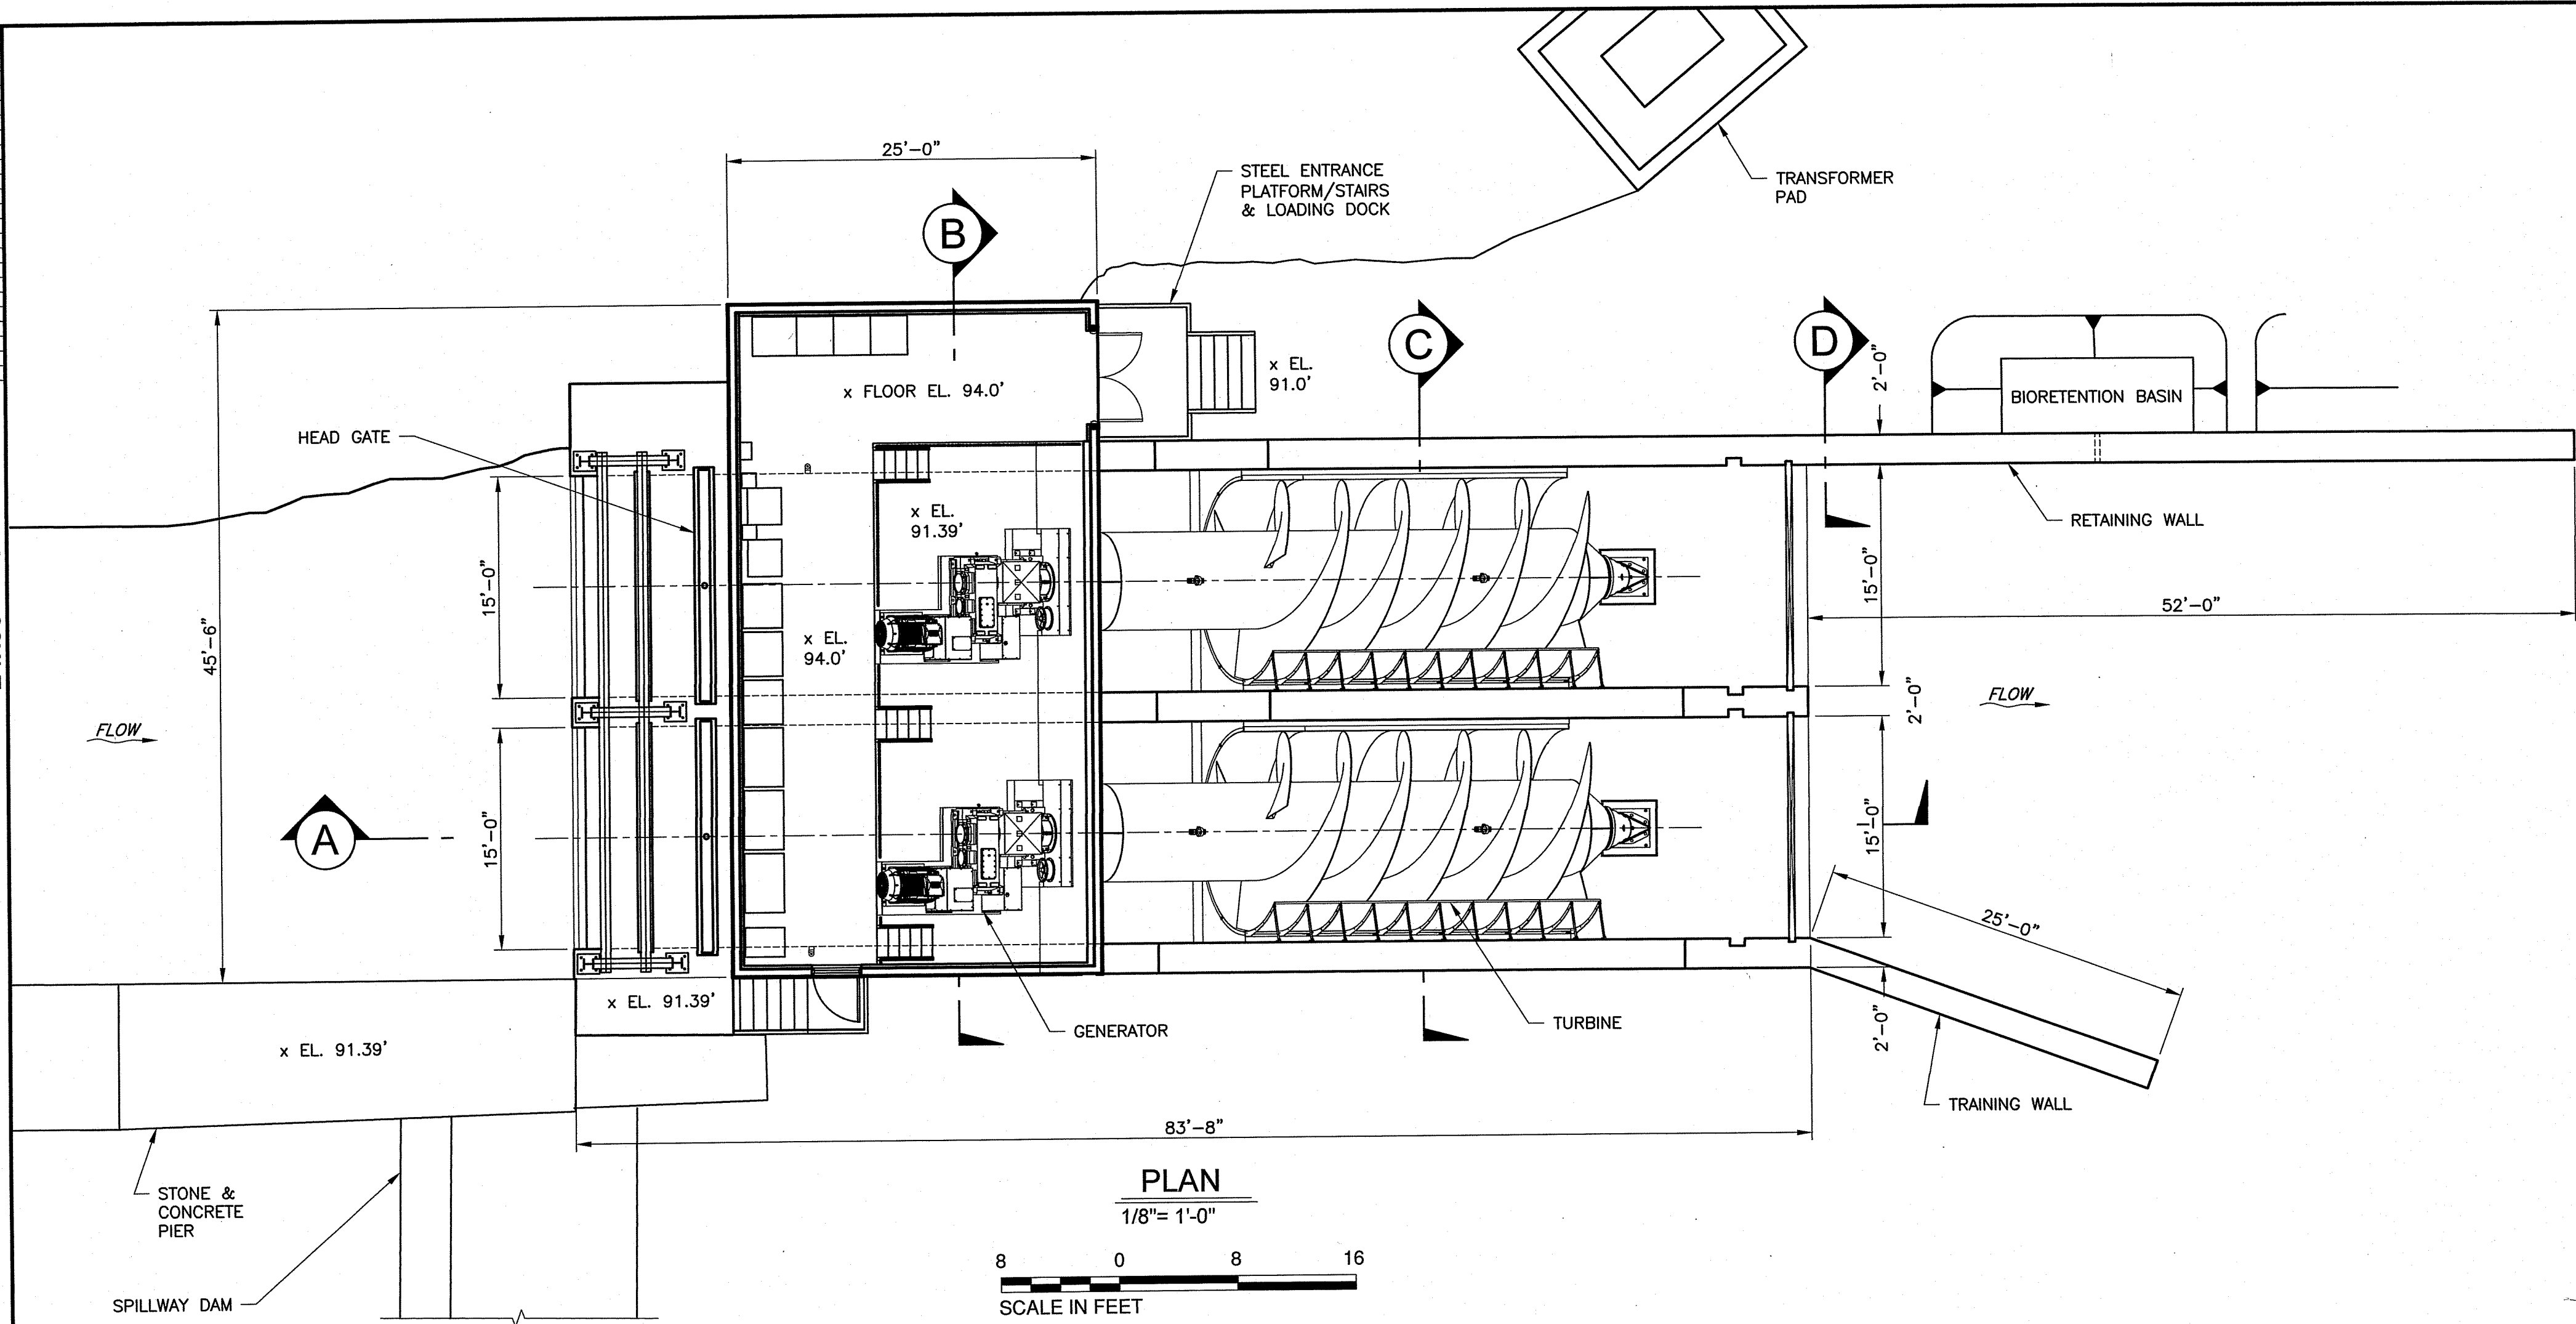 25'-0"
STEEL ENTRANCE
PLATFORM/STAIRS
& LOADING DOCK
TRANSFORMER
PAD
B
C
D
x EL.
91.0'
2'-0"
BIORETENTION BASIN
x FLOOR EL. 94.0'
HEAD GATE
x EL.
91.39'
RETAINING WALL
15'-0"
15'-0"
52'-0"
45'-6"
x EL.
94.0'
FLOW
FLOW
2'-0"
A
15'-0"
15'-0"
25'-0"
x EL. 91.39'
GENERATOR
TURBINE
2'-0"
x EL. 91.39'
TRAINING WALL
83'-8"
PLAN
1/8"= 1'-0"
STONE &
CONCRETE
PIER
SPILLWAY DAM
8 0 8 16
SCALE IN FEET